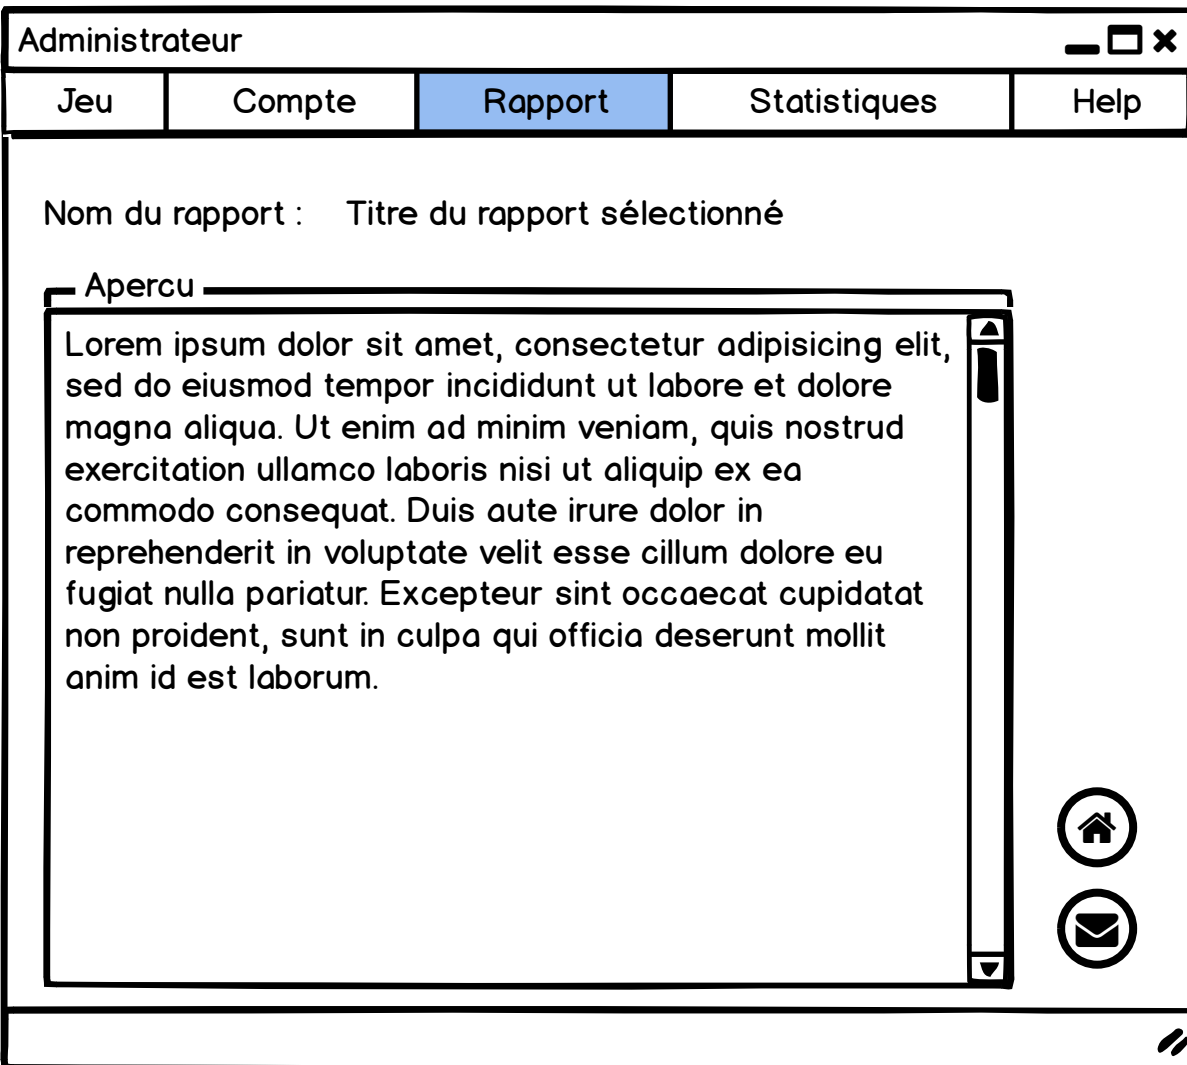 Administrateur
Jeu Compte Rapport Statistiques Help
Nom du rapport : Titre du rapport sélectionné
Apercu
Lorem ipsum dolor sit amet, consectetur adipisicing elit,
sed do eiusmod tempor incididunt ut labore et dolore
magna aliqua. Ut enim ad minim veniam, quis nostrud
exercitation ullamco laboris nisi ut aliquip ex ea
commodo consequat. Duis aute irure dolor in
reprehenderit in voluptate velit esse cillum dolore eu
fugiat nulla pariatur. Excepteur sint occaecat cupidatat
non proident, sunt in culpa qui officia deserunt mollit
anim id est laborum.